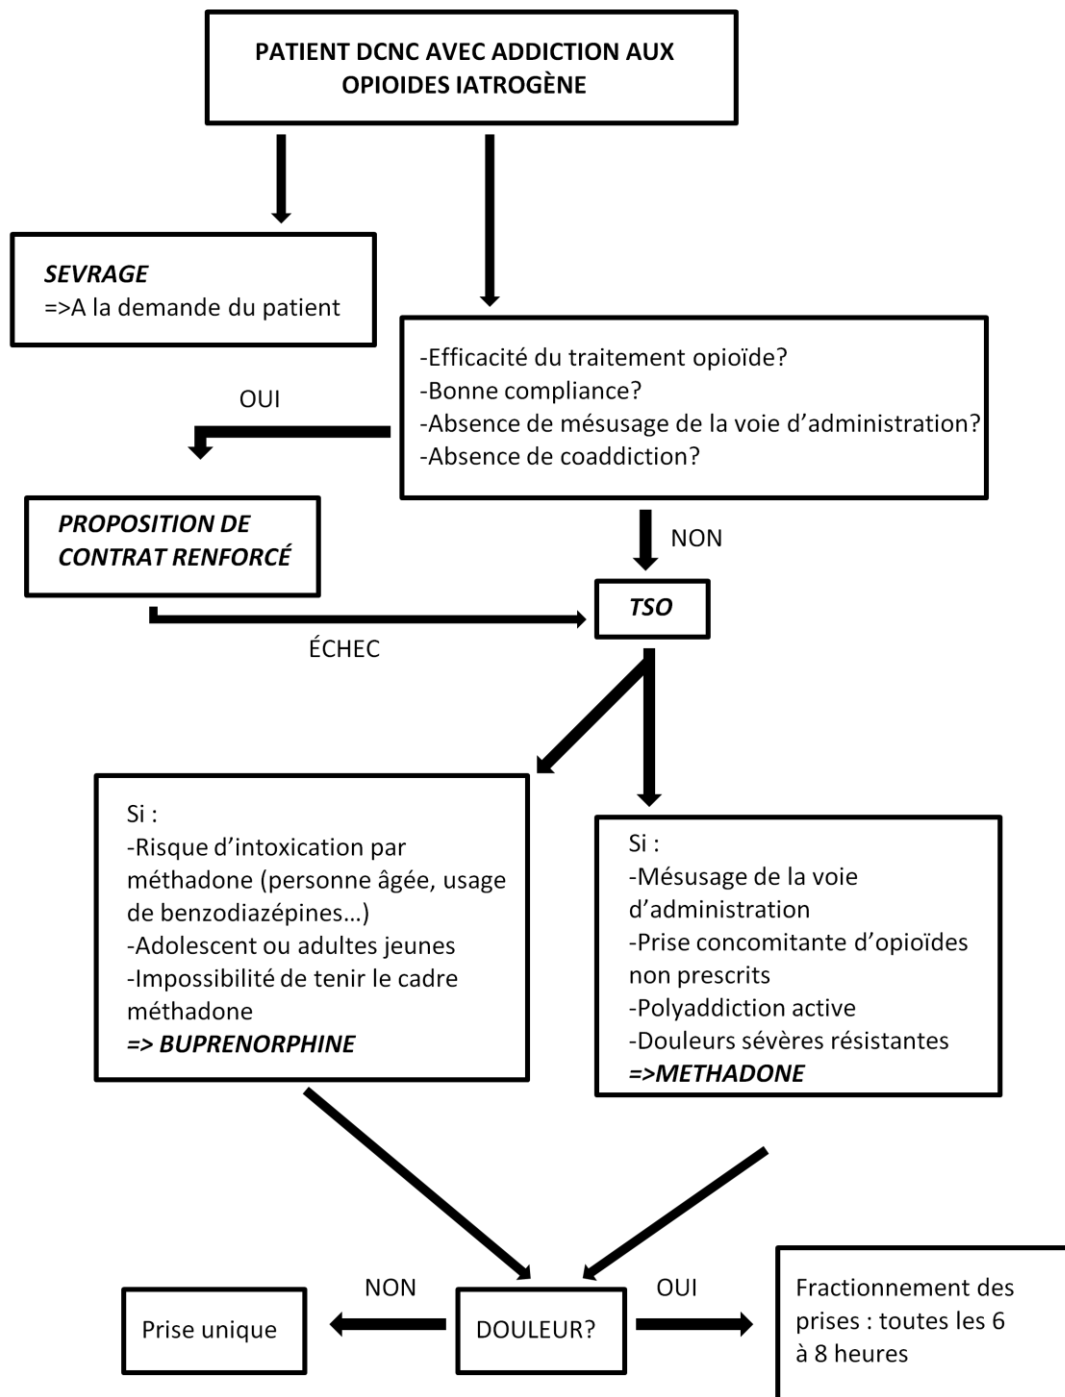 PATIENT DCNC AVEC ADDICTION AUX
OPIOIDES IATROGÈNE
SEVRAGE
=>A la demande du patient
-Efficacité du traitement opioïde?
-Bonne compliance?
-Absence de mésusage de la voie d’administration?
-Absence de coaddiction?
OUI
PROPOSITION DE
CONTRAT RENFORCÉ
NON
TSO
ÉCHEC
Si :
-Risque d’intoxication par
méthadone (personne âgée, usage
de benzodiazépines...)
-Adolescent ou adultes jeunes
-Impossibilité de tenir le cadre
méthadone
=> BUPRENORPHINE
Si :
-Mésusage de la voie
d’administration
-Prise concomitante d’opioïdes
non prescrits
-Polyaddiction active
-Douleurs sévères résistantes
=>METHADONE
NON
OUI
Prise unique
DOULEUR?
Fractionnement des
prises : toutes les 6
à 8 heures